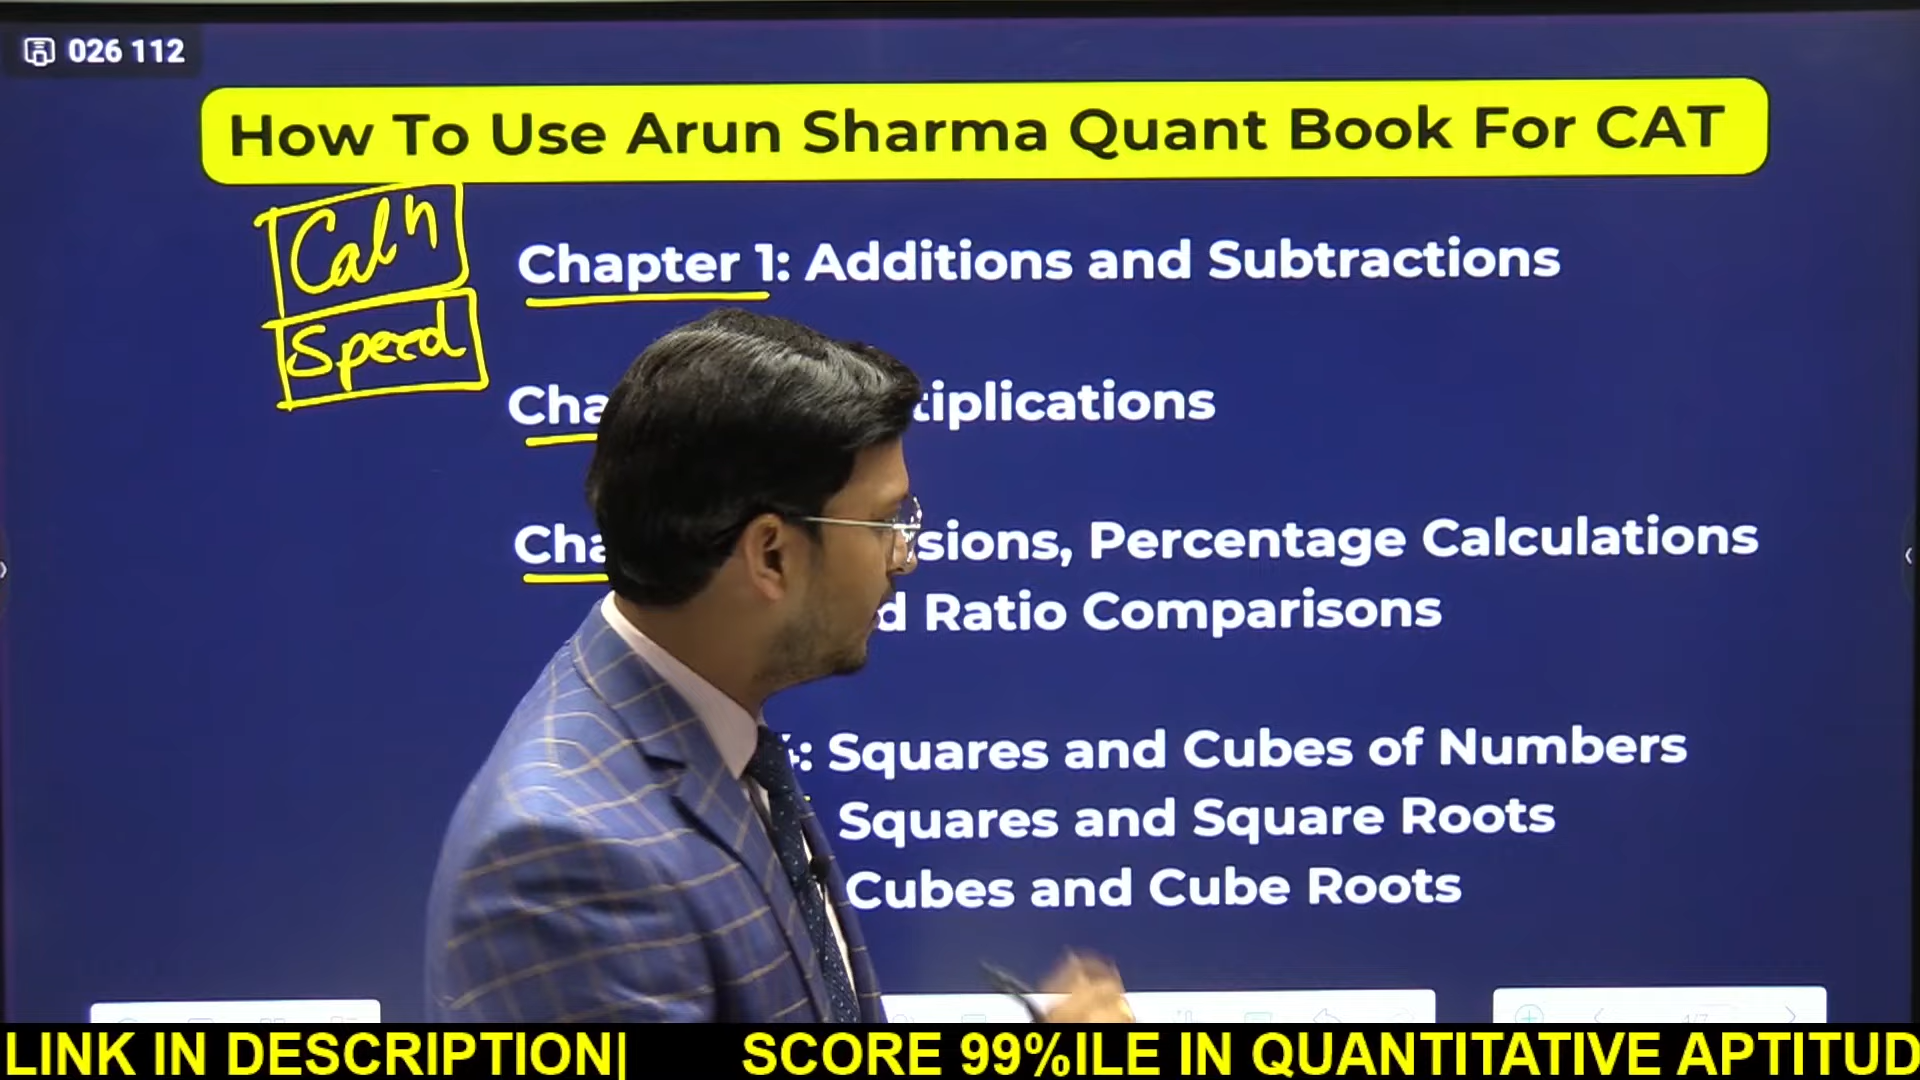 026 112
How To Use Arun Sharma Quant Book For CAT
Caln
Speed
Chapter 1: Additions and Subtractions
Cha tiplications
Cha sions, Percentage Calculations
d Ratio Comparisons
4: Squares and Cubes of Numbers
Squares and Square Roots
Cubes and Cube Roots
LINK IN DESCRIPTION| SCORE 99%ILE IN QUANTITATIVE APTITUD